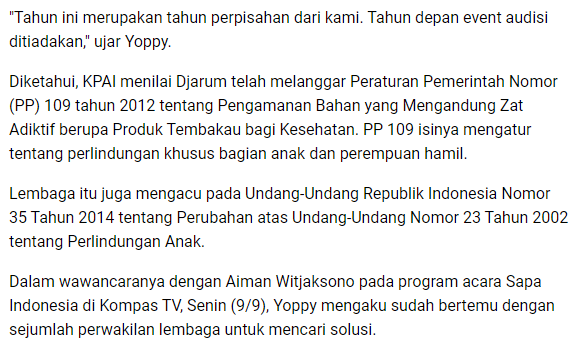 "Tahun ini merupakan tahun perpisahan dari kami. Tahun depan event audisi
ditiadakan," ujar Yoppy.
Diketahui, KPAI menilai Djarum telah melanggar Peraturan Pemerintah Nomor
(PP) 109 tahun 2012 tentang Pengamanan Bahan yang Mengandung Zat
Adiktif berupa Produk Tembakau bagi Kesehatan. PP 109 isinya mengatur
tentang perlindungan khusus bagian anak dan perempuan hamil.
Lembaga itu juga mengacu pada Undang-Undang Republik Indonesia Nomor
35 Tahun 2014 tentang Perubahan atas Undang-Undang Nomor 23 Tahun 2002
tentang Perlindungan Anak.
Dalam wawancaranya dengan Aiman Witjaksono pada program acara Sapa
Indonesia di Kompas TV, Senin (9/9), Yoppy mengaku sudah bertemu dengan
sejumlah perwakilan lembaga untuk mencari solusi.